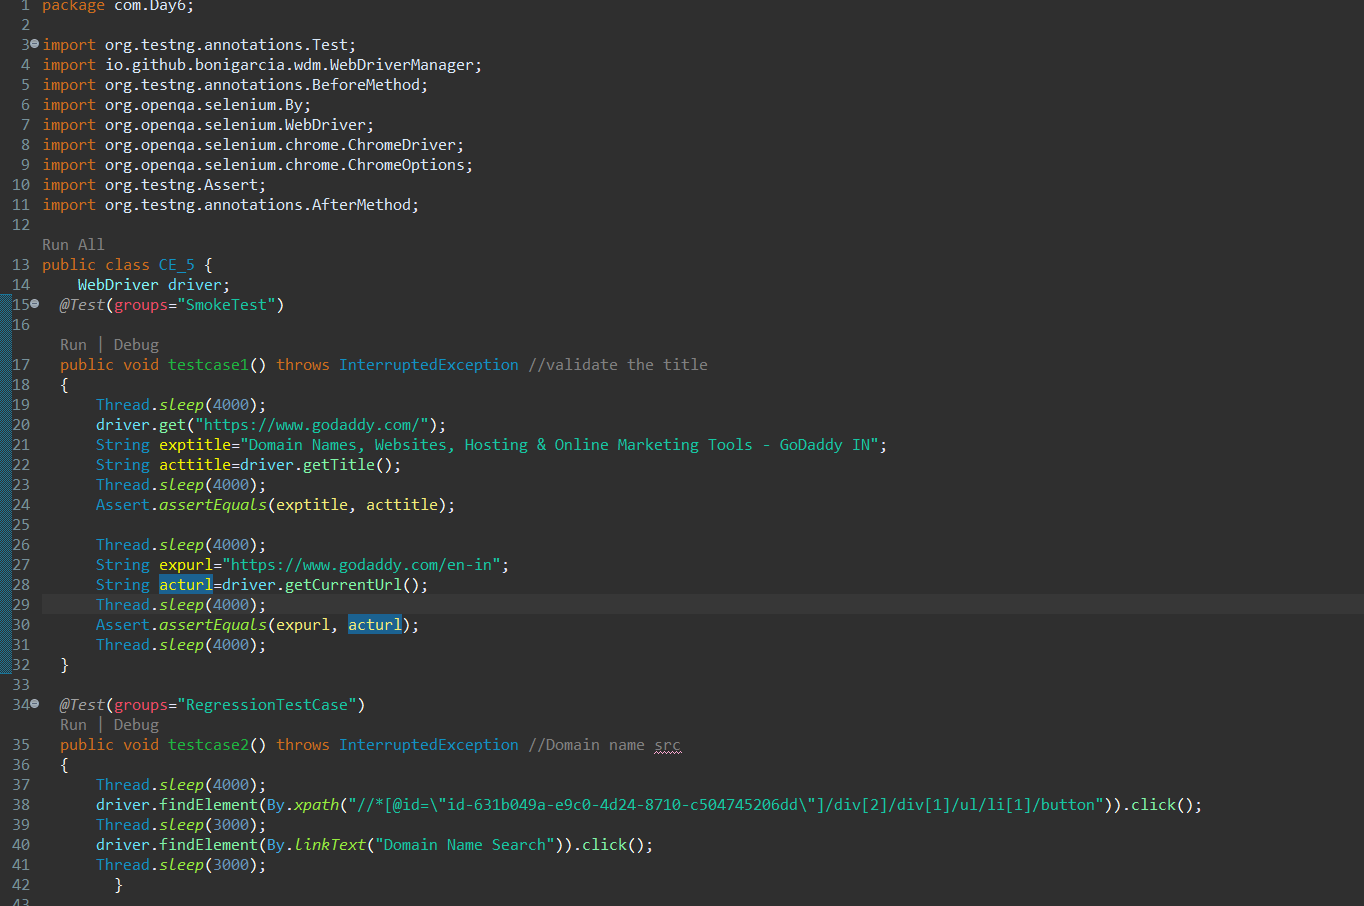 1 package com.Day6;
2
3 import org.testng.annotations.Test;
4 import io.github.bonigarcia.wdm.WebDriverManager;
5 import org.testng.annotations.BeforeMethod;
6 import org.openqa.selenium.By;
7 import org.openqa.selenium.WebDriver;
8 import org.openqa.selenium.chrome.ChromeDriver;
9 import org.openqa.selenium.chrome.ChromeOptions;
10 import org.testng.Assert;
11 import org.testng.annotations.AfterMethod;
12
Run All
13 public class CE_5 {
14     WebDriver driver;
15   @Test(groups="SmokeTest")
16
Run | Debug
17   public void testcase1() throws InterruptedException //validate the title
18   {
19       Thread.sleep(4000);
20       driver.get("https://www.godaddy.com/");
21       String exptitle="Domain Names, Websites, Hosting & Online Marketing Tools - GoDaddy IN";
22       String acttitle=driver.getTitle();
23       Thread.sleep(4000);
24       Assert.assertEquals(exptitle, acttitle);
25
26       Thread.sleep(4000);
27       String expurl="https://www.godaddy.com/en-in";
28       String acturl=driver.getCurrentUrl();
29       Thread.sleep(4000);
30       Assert.assertEquals(expurl, acturl);
31       Thread.sleep(4000);
32   }
33
34   @Test(groups="RegressionTestCase")
Run | Debug
35   public void testcase2() throws InterruptedException //Domain name src
36   {
37       Thread.sleep(4000);
38       driver.findElement(By.xpath("//*[@id=\"id-631b049a-e9c0-4d24-8710-c504745206dd\"]/div[2]/div[1]/ul/li[1]/button")).click();
39       Thread.sleep(3000);
40       driver.findElement(By.linkText("Domain Name Search")).click();
41       Thread.sleep(3000);
42         }
43